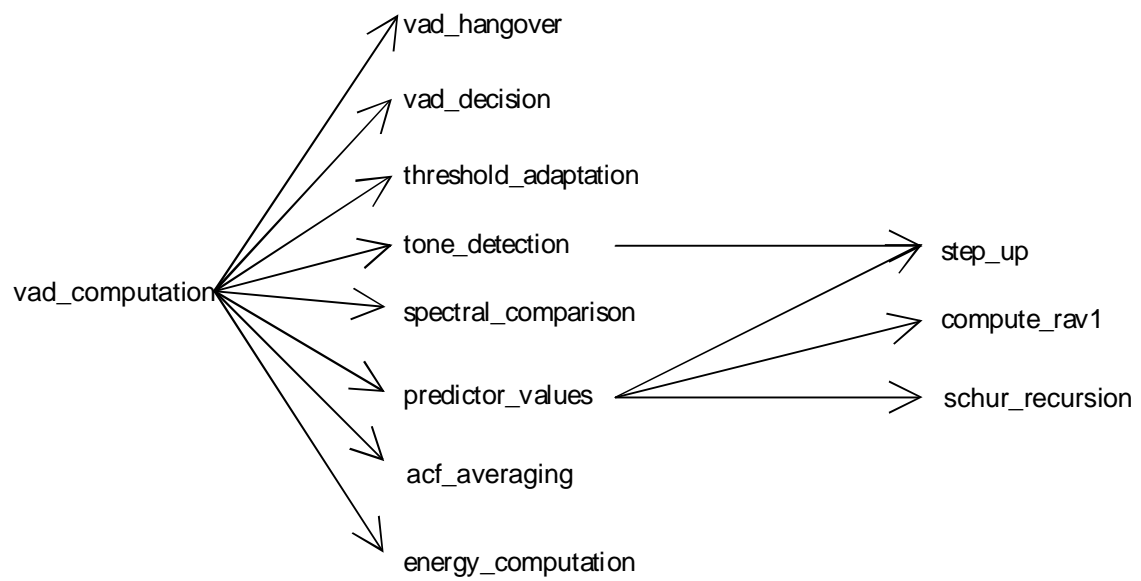 vad_hangover
vad_decision
threshold_adaptation
tone_detection
step_up
vad_computation
spectral_comparison
compute_rav1
predictor_values
schur_recursion
acf_averaging
energy_computation